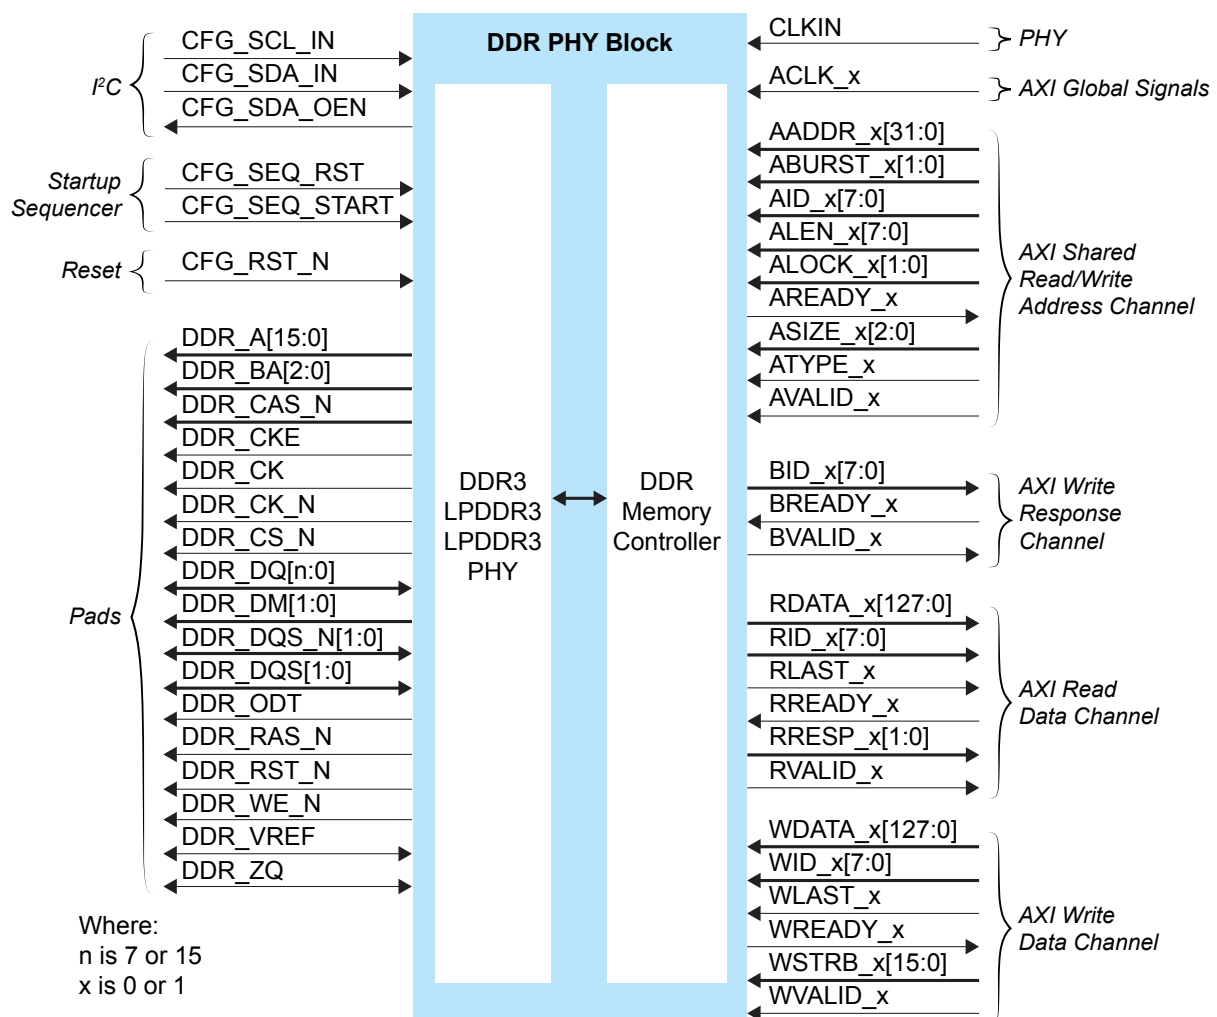 DDR PHY Block
I²C
CFG_SCL_IN
CFG_SDA_IN
CFG_SDA_OEN
Startup
Sequencer
CFG_SEQ_RST
CFG_SEQ_START
Reset
CFG_RST_N
Pads
DDR_A[15:0]
DDR_BA[2:0]
DDR_CAS_N
DDR_CKE
DDR_CK
DDR_CK_N
DDR_CS_N
DDR_DQ[n:0]
DDR_DM[1:0]
DDR_DQS_N[1:0]
DDR_DQS[1:0]
DDR_ODT
DDR_RAS_N
DDR_RST_N
DDR_WE_N
DDR_VREF
DDR_ZQ
Where:
n is 7 or 15
x is 0 or 1
DDR3
LPDDR3
LPDDR3
PHY
DDR
Memory
Controller
CLKIN
PHY
ACLK_x
AXI Global Signals
AADDR_x[31:0]
ABURST_x[1:0]
AID_x[7:0]
ALEN_x[7:0]
ALOCK_x[1:0]
AREADY_x
ASIZE_x[2:0]
ATYPE_x
AVALID_x
AXI Shared
Read/Write
Address Channel
BID_x[7:0]
BREADY_x
BVALID_x
AXI Write
Response
Channel
RDATA_x[127:0]
RID_x[7:0]
RLAST_x
RREADY_x
RRESP_x[1:0]
RVALID_x
AXI Read
Data Channel
WDATA_x[127:0]
WID_x[7:0]
WLAST_x
WREADY_x
WSTRB_x[15:0]
WVALID_x
AXI Write
Data Channel